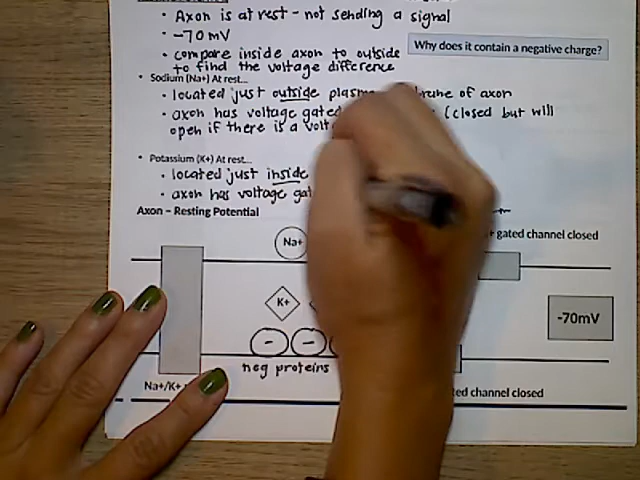 • Axon is at rest - not sending a signal
• -70 mV
• compare inside axon to outside
to find the voltage difference
Why does it contain a negative charge?
• Sodium (Na+) At rest...
• located just outside plasma of axon
• axon has voltage gated (closed but will
open if there is a
• Potassium (K+) At rest...
• located just inside
• axon has voltage
Axon – Resting Potential
gated channel closed
Na+
K+
-70mV
- -
neg proteins
Na+/K+
channel closed